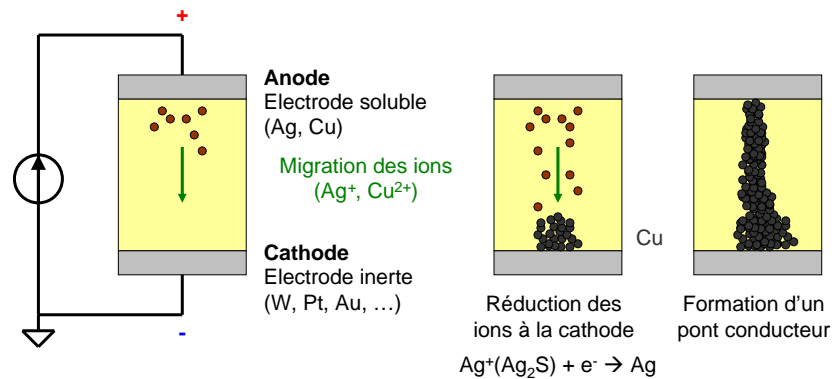 +
Anode
Electrode soluble
(Ag, Cu)
Migration des ions
(Ag⁺, Cu²⁺)
Cathode
Electrode inerte
(W, Pt, Au, …)
-
Cu
Réduction des
ions à la cathode
Ag⁺(Ag₂S) + e⁻ → Ag
Formation d’un
pont conducteur